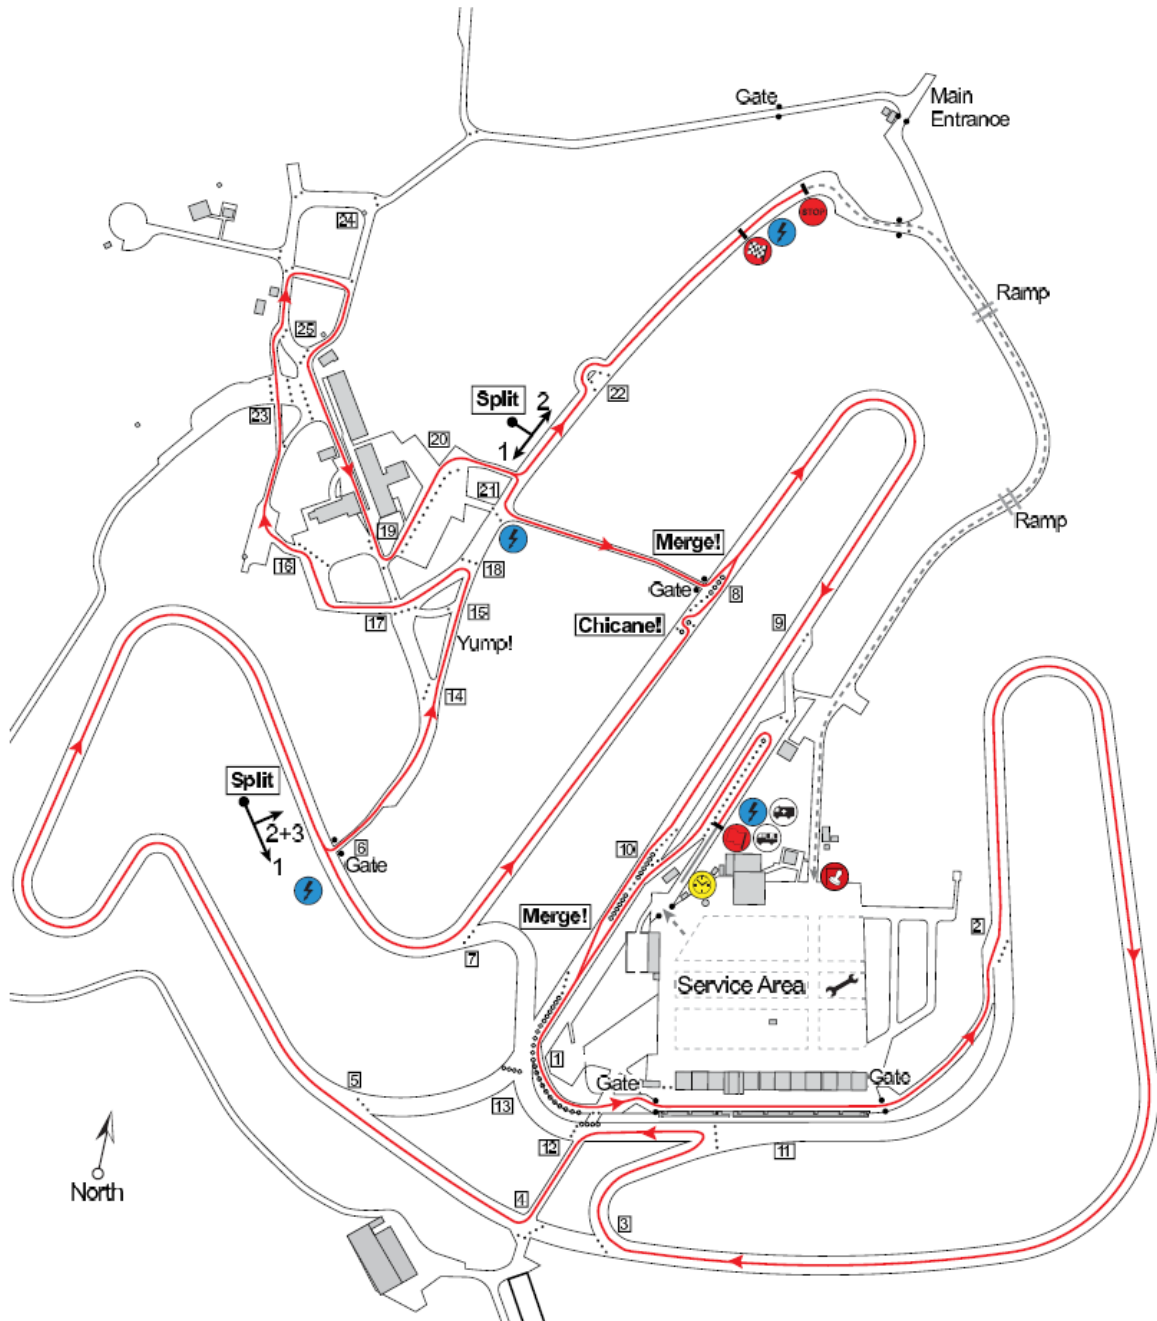 Gate
Main
Entrance
STOP
24
Ramp
25
Split
2
1
22
23
20
21
19
Ramp
Merge!
18
16
Gate
8
15
17
Chicane!
9
Yump!
14
Split
2+3
1
6
Gate
10
Merge!
7
2
Service Area
1
5
Gate
Gate
13
12
11
4
3
North